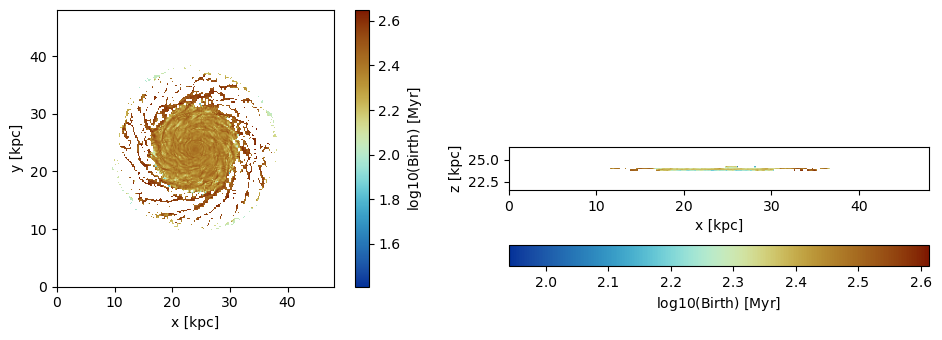 y [kpc]
40
30
20
10
0
0 10 20 30 40
x [kpc]
2.6
2.4
2.2
2.0
1.8
1.6
log10(Birth) [Myr]
z [kpc]
25.0
22.5
0 10 20 30 40
x [kpc]
2.0 2.1 2.2 2.3 2.4 2.5 2.6
log10(Birth) [Myr]